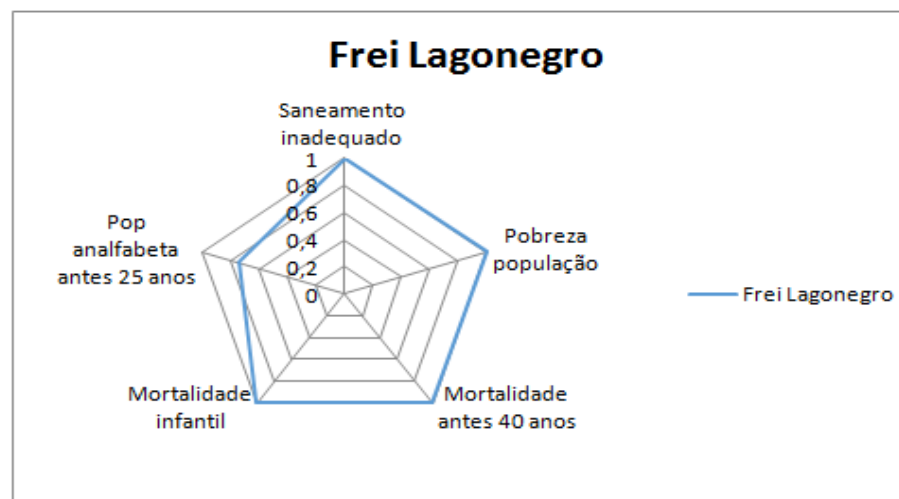 Frei Lagonegro
Saneamento
inadequado
1
0,8
0,6
0,4
0,2
0
Pobreza
população
Mortalidade
antes 40 anos
Mortalidade
infantil
Pop
analfabeta
antes 25 anos
Frei Lagonegro